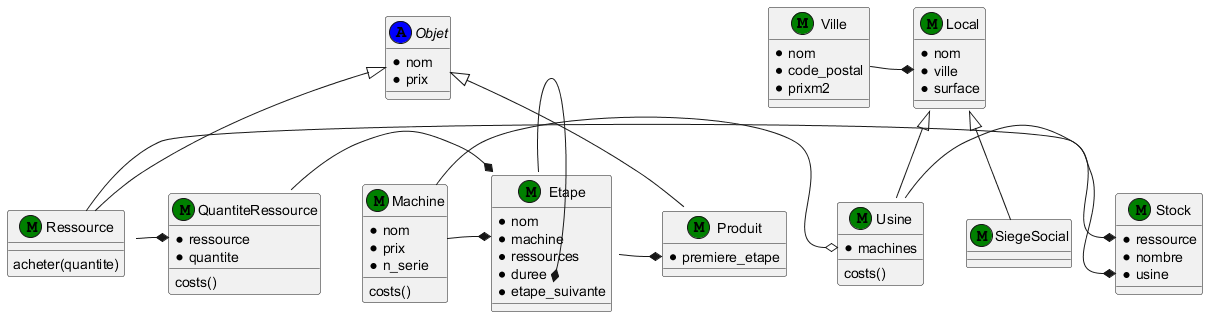 A Objet
nom
prix
M Ville
nom
code_postal
prixm2
M Local
nom
ville
surface
M Ressource
acheter(quantite)
M QuantiteRessource
ressource
quantite
costs()
M Machine
nom
prix
n_serie
costs()
M Etape
nom
machine
ressources
duree
etape_suivante
M Produit
premiere_etape
M Usine
machines
costs()
M SiegeSocial
M Stock
ressource
nombre
usine